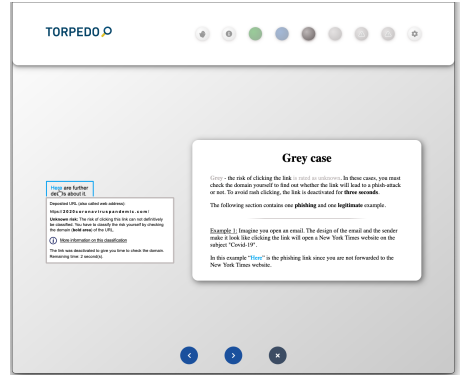 TORPEDO
Grey case
Grey - the risk of clicking the link is rated as unknown. In these cases, you must
check the domain yourself to find out whether the link will lead to a phish-attack
or not. To avoid rash clicking, the link is deactivated for three seconds.
The following section contains one phishing and one legitimate example.
Example 1: Imagine you open an email. The design of the email and the sender
make it look like clicking the link will open a New York Times website on the
subject "Covid-19".
In this example "Here" is the phishing link since you are not forwarded to the
New York Times website.
Here are further
about it.
Deposited URL (also called web address):
https://2020coronaviruspandemic.com/
Unknown risk: The risk of clicking this link can not definitively
be classified. You have to classify the risk yourself by checking
the domain (bold area) of the URL.
More information on this classification
The link was deactivated to give you time to check the domain.
Remaining time: 2 second(s).